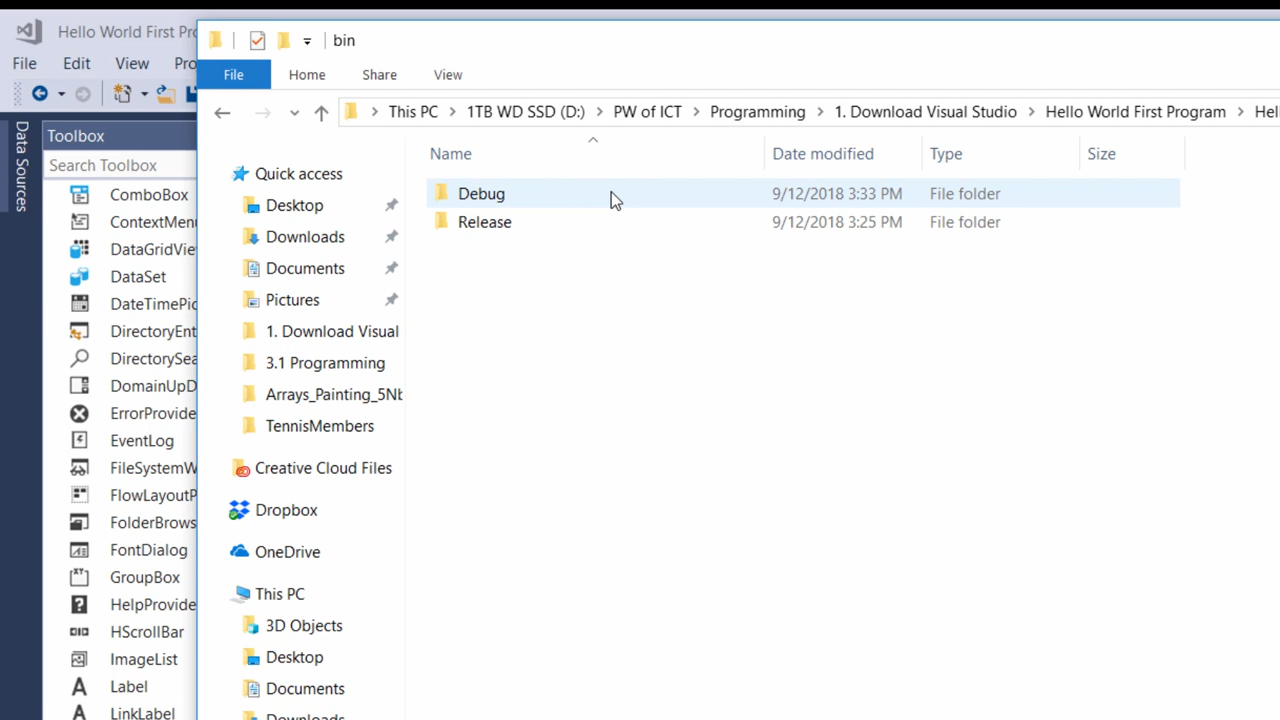 Hello World First Pro
File Edit View Pro
Data Sources
Toolbox
Search Toolbox
ComboBox
ContextMenu
DataGridVie
DataSet
DateTimePic
DirectoryEnt
DirectorySea
DomainUpD
ErrorProvide
EventLog
FileSystemW
FlowLayoutP
FolderBrows
FontDialog
GroupBox
HelpProvide
HScrollBar
ImageList
Label
LinkLabel
bin
File Home Share View
This PC > 1TB WD SSD (D:) > PW of ICT > Programming > 1. Download Visual Studio > Hello World First Program > Hel
Name Date modified Type Size
Debug 9/12/2018 3:33 PM File folder
Release 9/12/2018 3:25 PM File folder
Quick access
Desktop
Downloads
Documents
Pictures
1. Download Visual
3.1 Programming
Arrays_Painting_5Nb
TennisMembers
Creative Cloud Files
Dropbox
OneDrive
This PC
3D Objects
Desktop
Documents
Downloads